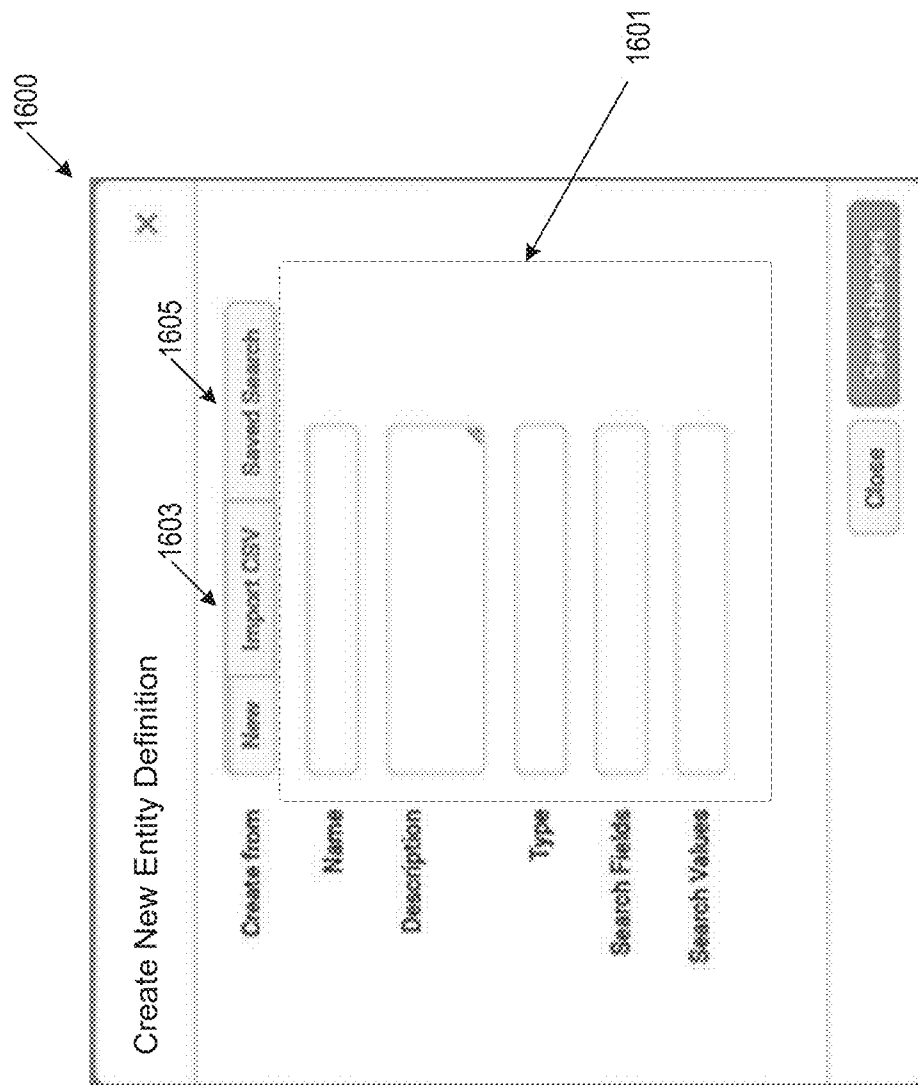 1600
Create New Entity Definition
X
1603
1605
Create from
New
Import CSV
Saved Search
Name
Description
Type
Search Fields
Search Values
1601
Close